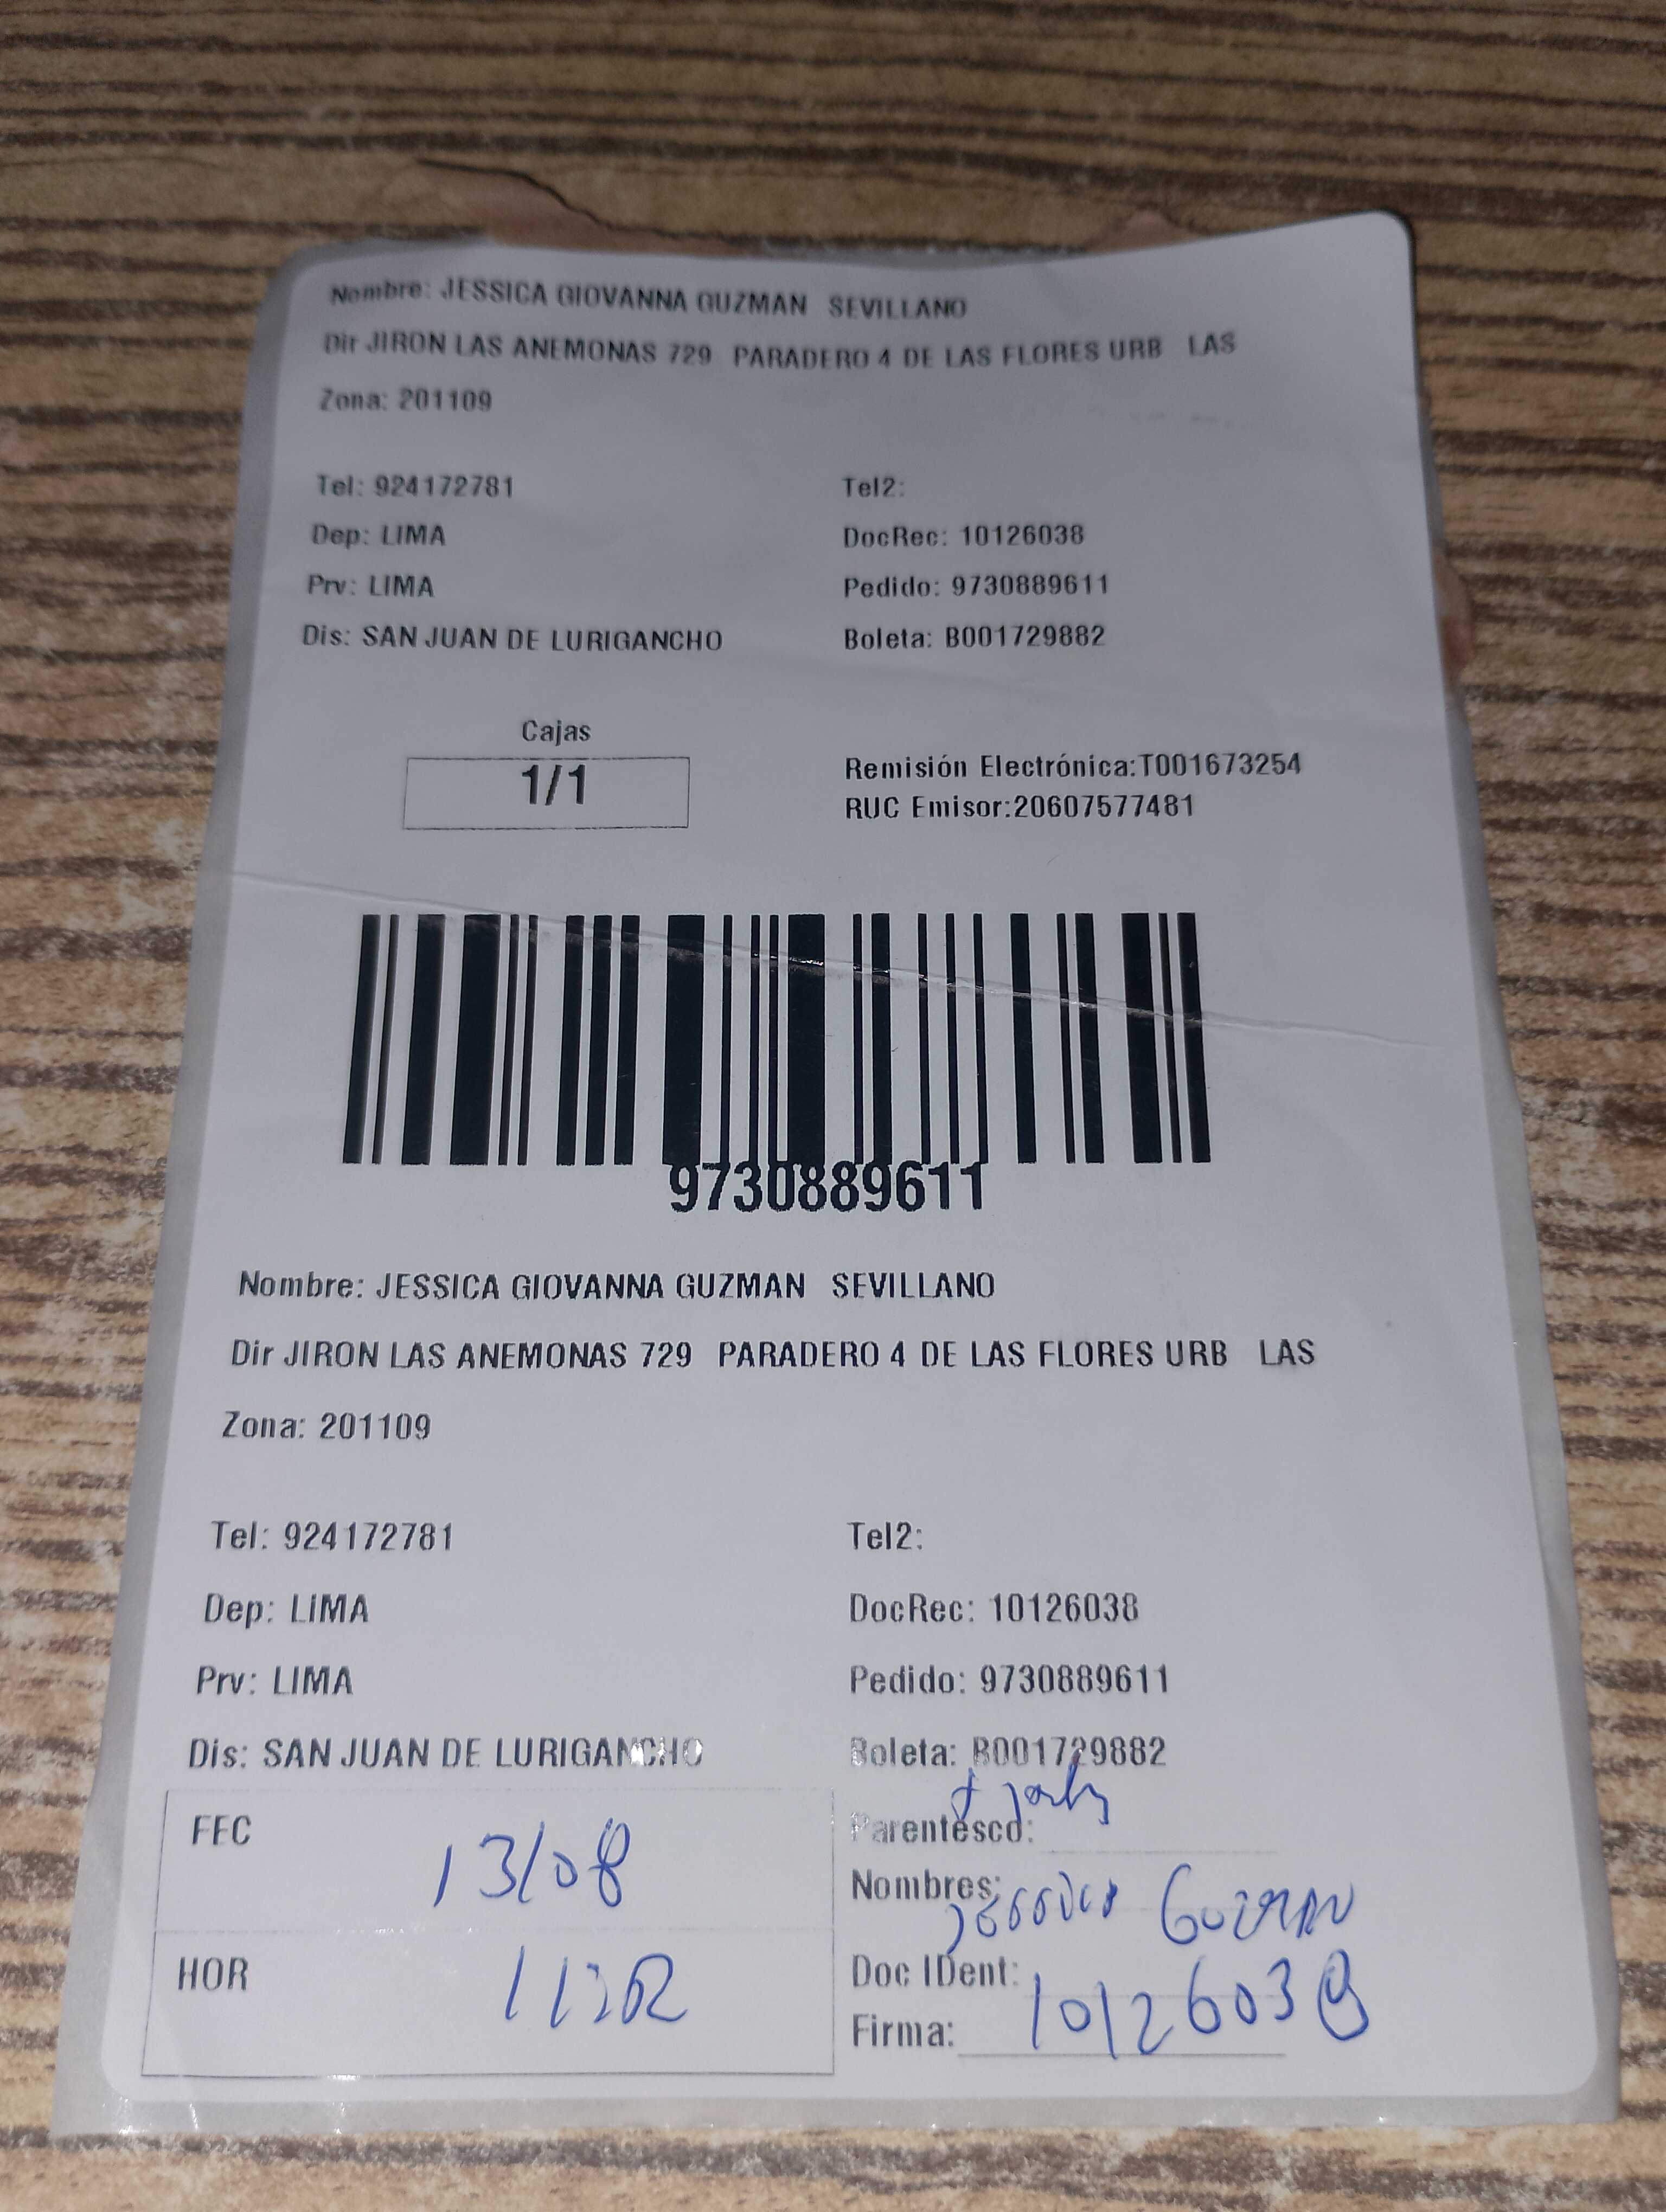 Nombre: JESSICA GIOVANNA GUZMAN SEVILLANO
Dir JIRON LAS ANEMONAS 729 PARADERO 4 DE LAS FLORES URB LAS
Zona: 201109
Tel: 924172781 Tel2:
Dep: LIMA DocRec: 10126038
Prv: LIMA Pedido: 9730889611
Dis: SAN JUAN DE LURIGANCHO Boleta: B001729882
Cajas
1/1
Remisión Electrónica:T001673254
RUC Emisor:20607577481
9730889611
Nombre: JESSICA GIOVANNA GUZMAN SEVILLANO
Dir JIRON LAS ANEMONAS 729 PARADERO 4 DE LAS FLORES URB LAS
Zona: 201109
Tel: 924172781 Tel2:
Dep: LIMA DocRec: 10126038
Prv: LIMA Pedido: 9730889611
Dis: SAN JUAN DE LURIGANCHO Boleta: B001729882
FEC 13/08 Parentesco:
Nombres: Jessica GUZMAN
HOR Doc IDent: 10126038
Firma: